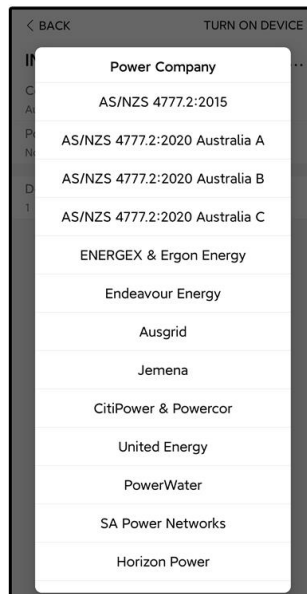 < BACK TURN ON DEVICE
Power Company
AS/NZS 4777.2:2015
AS/NZS 4777.2:2020 Australia A
AS/NZS 4777.2:2020 Australia B
AS/NZS 4777.2:2020 Australia C
ENERGEX & Ergon Energy
Endeavour Energy
Ausgrid
Jemena
CitiPower & Powercor
United Energy
PowerWater
SA Power Networks
Horizon Power